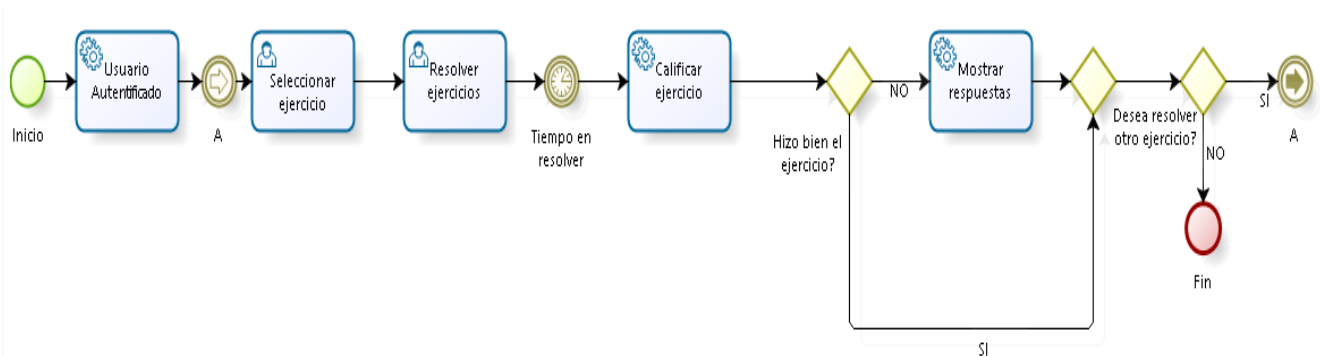 Inicio
Usuario
Autentificado
A
Seleccionar
ejercicio
Resolver
ejercicios
Tiempo en
resolver
Calificar
ejercicio
Hizo bien el
ejercicio?
NO
SI
Mostrar
respuestas
Desea resolver
otro ejercicio?
SI
A
NO
Fin